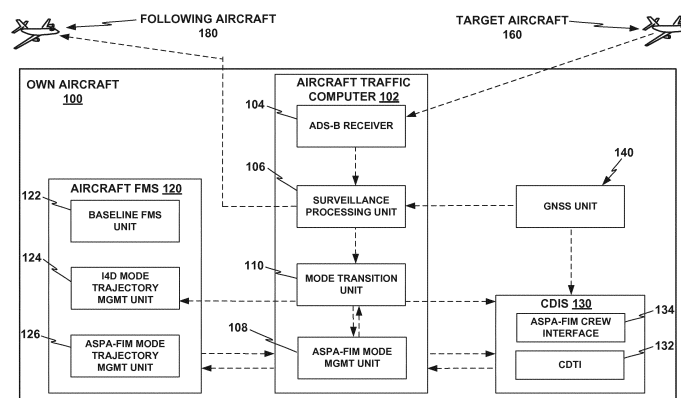 FOLLOWING AIRCRAFT
180
TARGET AIRCRAFT
160
OWN AIRCRAFT
100
AIRCRAFT TRAFFIC
COMPUTER 102
104
ADS-B RECEIVER
106
SURVEILLANCE
PROCESSING UNIT
140
GNSS UNIT
AIRCRAFT FMS 120
122
BASELINE FMS
UNIT
124
I4D MODE
TRAJECTORY
MGMT UNIT
110
MODE TRANSITION
UNIT
126
ASPA-FIM MODE
TRAJECTORY
MGMT UNIT
108
ASPA-FIM MODE
MGMT UNIT
CDIS 130
134
ASPA-FIM CREW
INTERFACE
132
CDTI